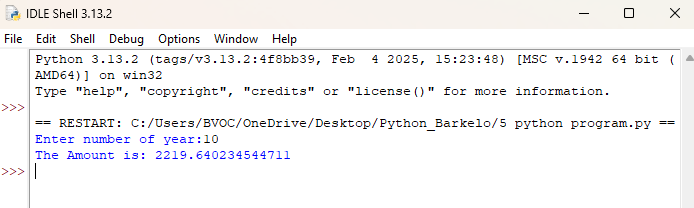 IDLE Shell 3.13.2
File Edit Shell Debug Options Window Help
Python 3.13.2 (tags/v3.13.2:4f8bb39, Feb  4 2025, 15:23:48) [MSC v.1942 64 bit (
AMD64)] on win32
Type "help", "copyright", "credits" or "license()" for more information.
>>>
== RESTART: C:/Users/BVOC/OneDrive/Desktop/Python_Barkelo/5 python program.py ==
Enter number of year:10
The Amount is: 2219.640234544711
>>>